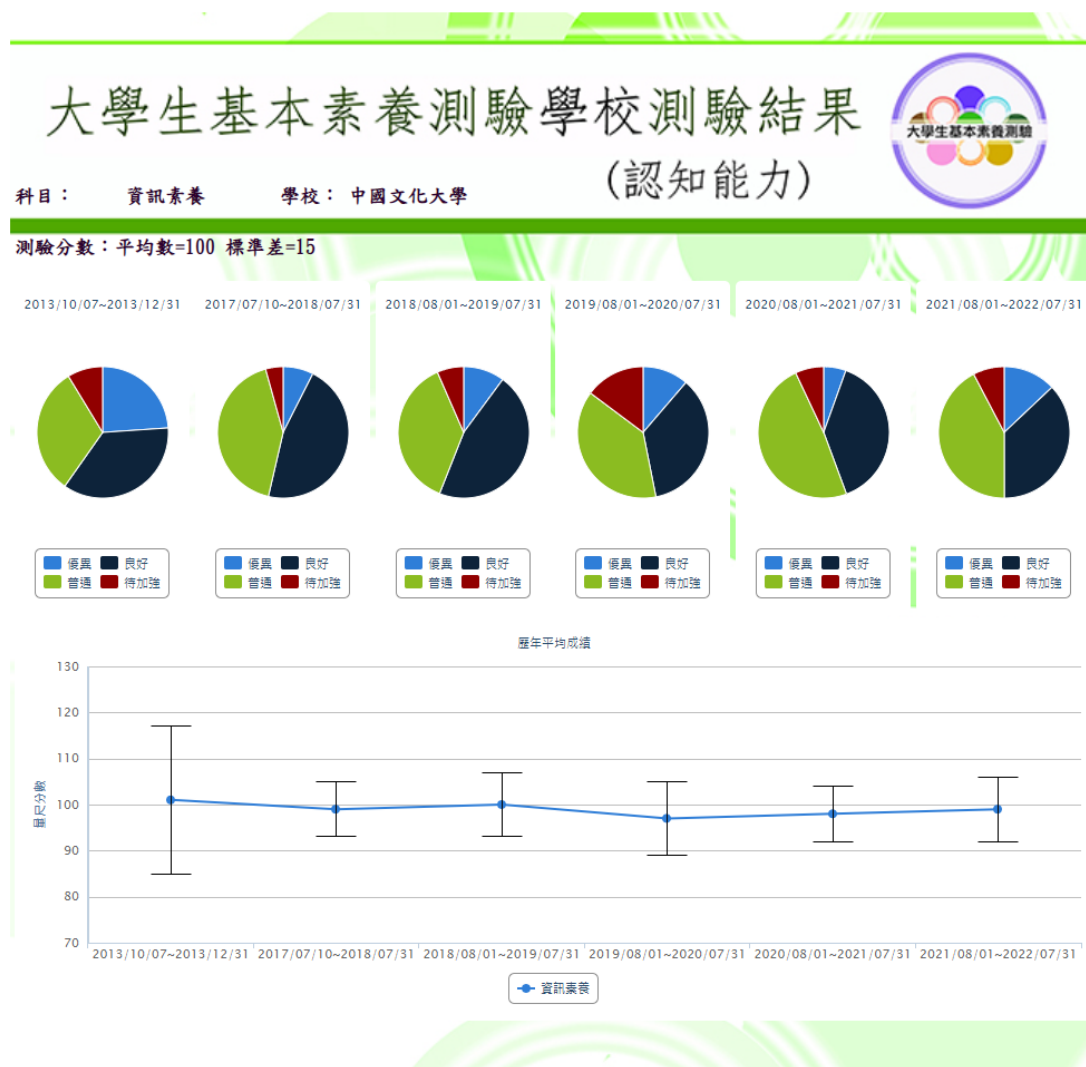 大學生基本素養測驗學校測驗結果
(認知能力)
大學生基本素養測驗
科目： 資訊素養 學校： 中國文化大學
測驗分數：平均數=100 標準差=15
2013/10/07~2013/12/31 2017/07/10~2018/07/31 2018/08/01~2019/07/31 2019/08/01~2020/07/31 2020/08/01~2021/07/31 2021/08/01~2022/07/31
優異 良好 優異 良好 優異 良好 優異 良好 優異 良好 優異 良好
普通 待加強 普通 待加強 普通 待加強 普通 待加強 普通 待加強 普通 待加強
歷年平均成績
量尺分數
130
120
110
100
90
80
70
2013/10/07~2013/12/31 2017/07/10~2018/07/31 2018/08/01~2019/07/31 2019/08/01~2020/07/31 2020/08/01~2021/07/31 2021/08/01~2022/07/31
資訊素養